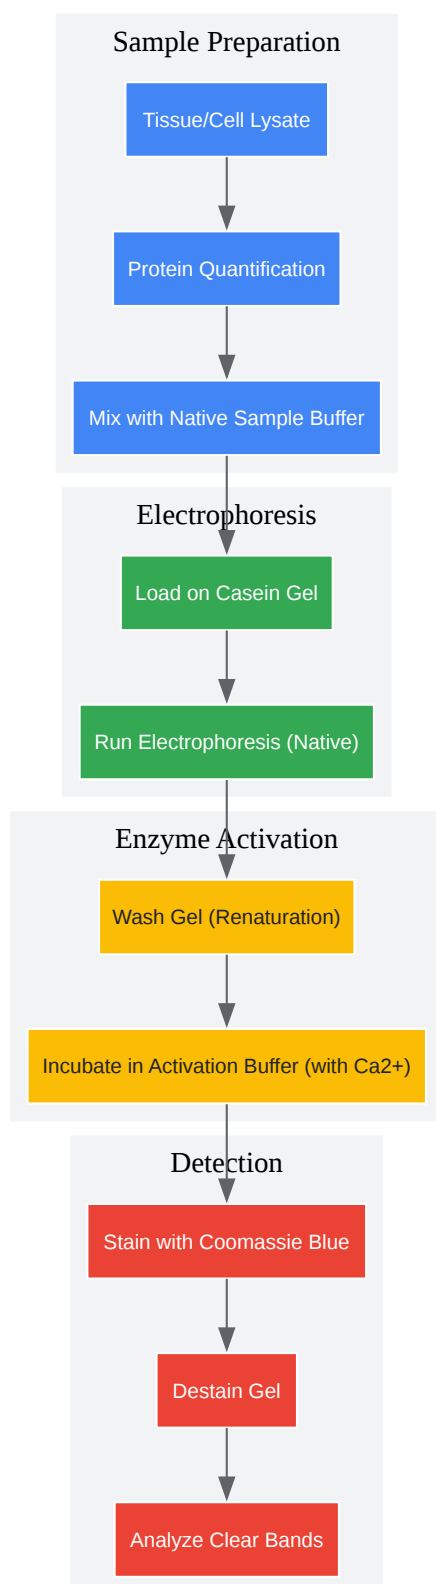 Sample Preparation
Tissue/Cell Lysate
Protein Quantification
Mix with Native Sample Buffer
Electrophoresis
Load on Casein Gel
Run Electrophoresis (Native)
Enzyme Activation
Wash Gel (Renaturation)
Incubate in Activation Buffer (with Ca2+)
Detection
Stain with Coomassie Blue
Destain Gel
Analyze Clear Bands